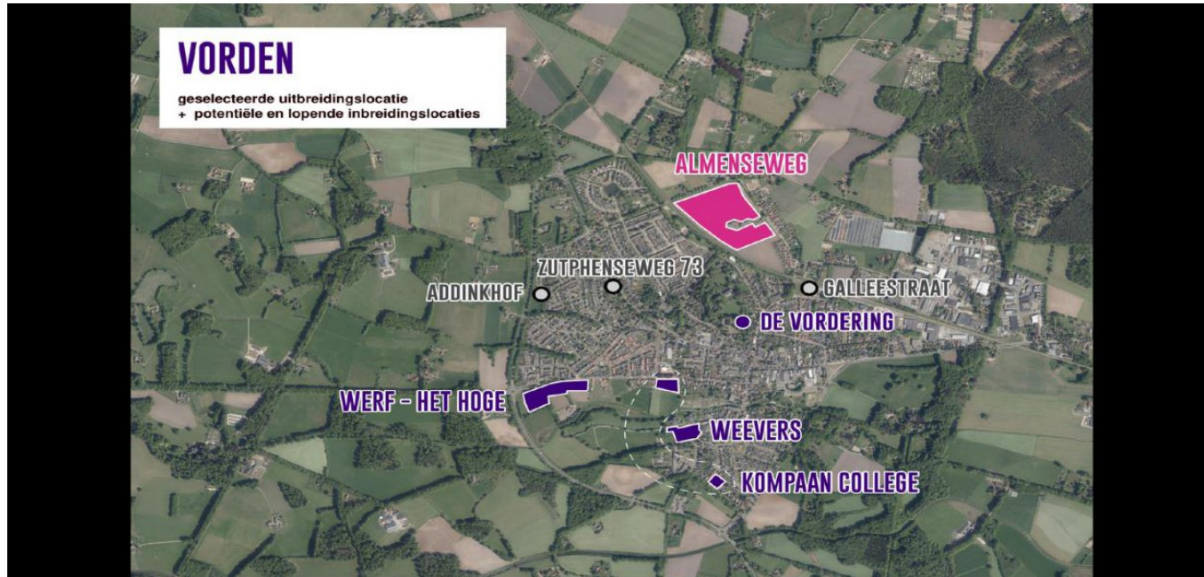 VORDEN
geselecteerde uitbreidingslocatie
+ potentiële en lopende inbreidingslocaties
ALMENSEWEG
ZUTPHENSEWEG 73
ADDINKHOF
GALLEESTRAAT
DE VORDERING
WERF - HET HOGE
WEEVERS
KOMPAAN COLLEGE